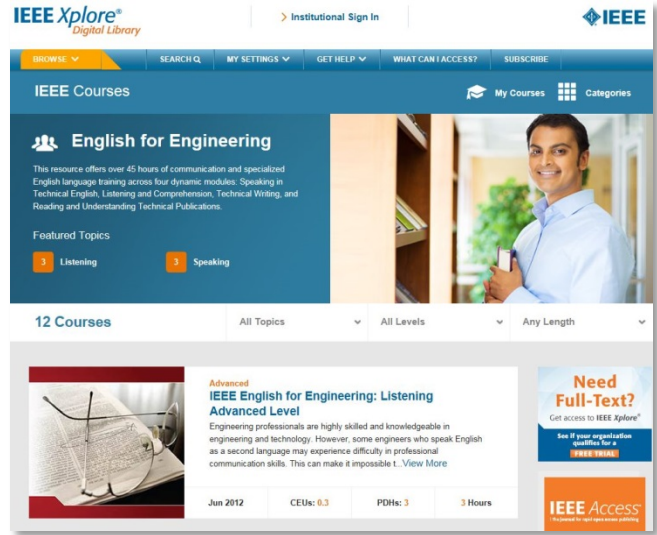 IEEE Xplore®
Digital Library
> Institutional Sign In
IEEE
BROWSE
SEARCH
MY SETTINGS
GET HELP
WHAT CAN I ACCESS?
SUBSCRIBE
IEEE Courses
My Courses
Categories
English for Engineering
This resource offers over 45 hours of communication and specialized
English language training across four dynamic modules: Speaking in
Technical English, Listening and Comprehension, Technical Writing, and
Reading and Understanding Technical Publications.
Featured Topics
3 Listening
3 Speaking
12 Courses
All Topics
All Levels
Any Length
Advanced
IEEE English for Engineering: Listening
Advanced Level
Engineering professionals are highly skilled and knowledgeable in
engineering and technology. However, some engineers who speak English
as a second language may experience difficulty in professional
communication skills. This can make it impossible t...View More
Jun 2012
CEUs: 0.3
PDHs: 3
3 Hours
Need
Full-Text?
Get access to IEEE Xplore®
See if your organization
qualifies for a
FREE TRIAL
IEEE Access
The journal for rapid open access publishing